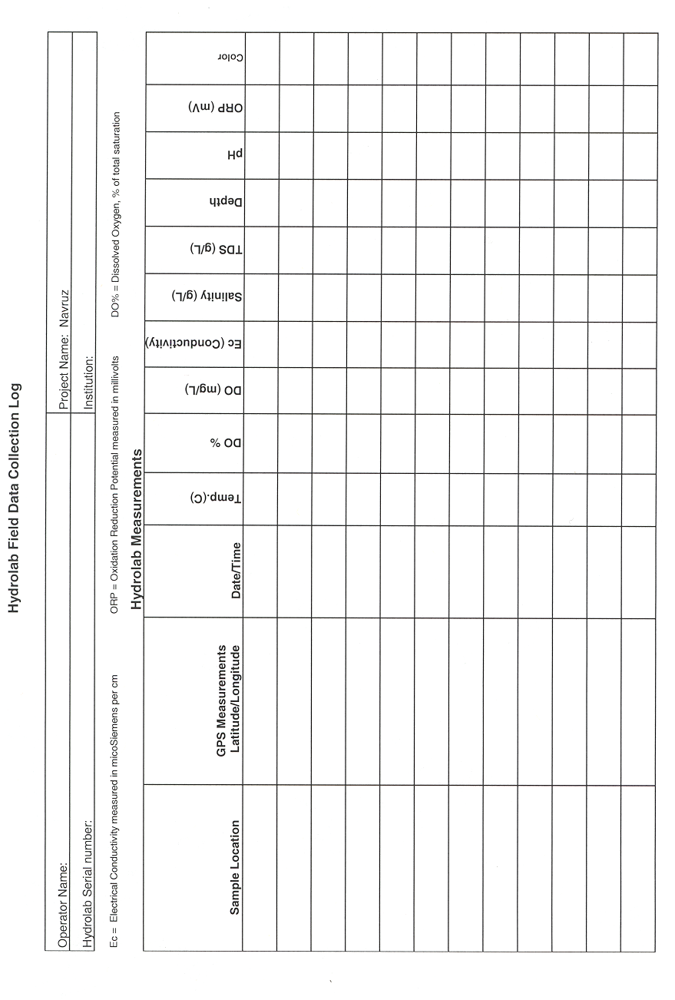 Hydrolab Field Data Collection Log
Operator Name:
Project Name: Navruz
Hydrolab Serial number:
Institution:
Ec = Electrical Conductivity measured in micoSiemens per cm
ORP = Oxidation Reduction Potential measured in millivolts
DO% = Dissolved Oxygen, % of total saturation
Hydrolab Measurements
Sample Location
GPS Measurements
Latitude/Longitude
Date/Time
Temp.(C)
DO %
DO (mg/L)
Ec (Conductivity)
Salinity (g/L)
TDS (g/L)
Depth
pH
ORP (mV)
Color